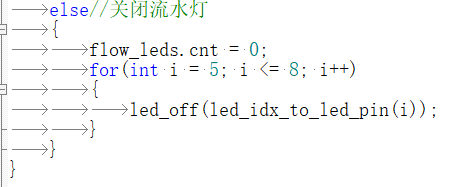 else//关闭流水灯
{
flow_leds.cnt = 0;
for(int i = 5; i <= 8; i++)
{
led_off(led_idx_to_led_pin(i));
}
}
}